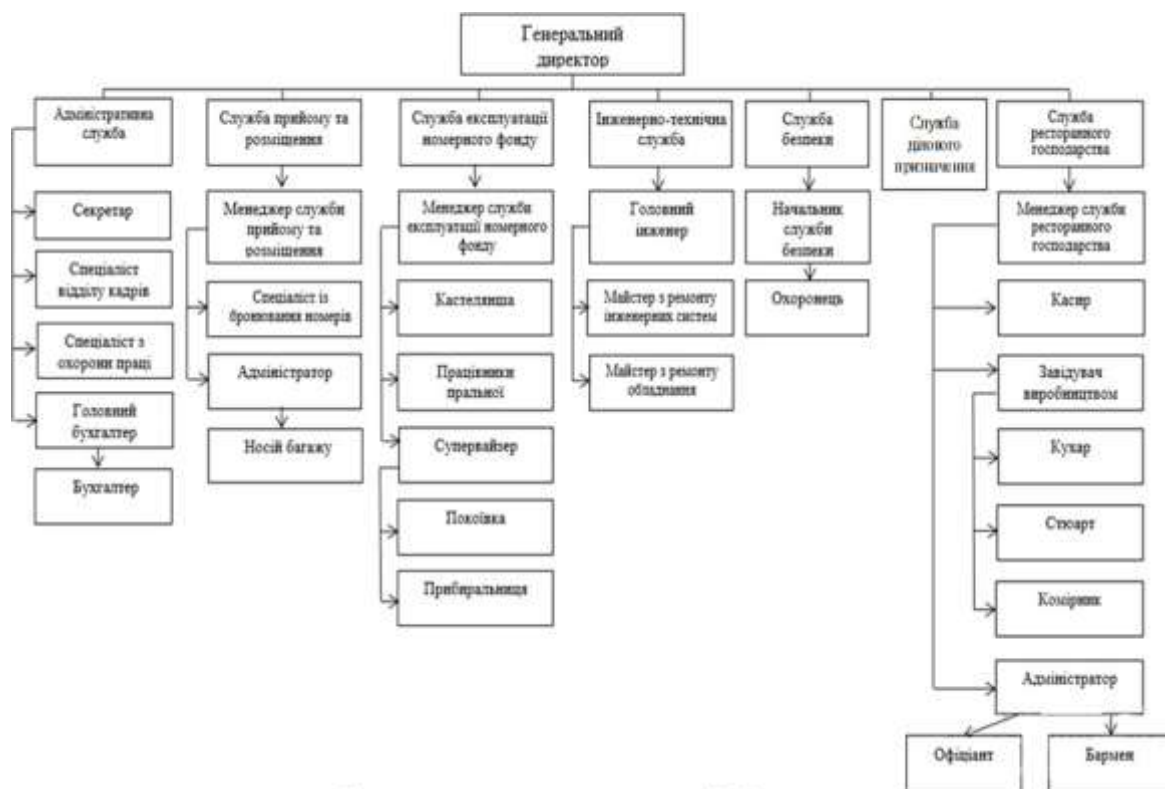 Генеральний
директор
Адміністративна
служба
Служба прийому та
розміщення
Служба експлуатації
номерного фонду
Інженерно-технічна
служба
Служба
безпеки
Служба
ділового
призначення
Служба
ресторанного
господарства
Секретар
Спеціаліст
відділу кадрів
Спеціаліст з
охорони праці
Головний
бухгалтер
Бухгалтер
Менеджер служби
прийому та
розміщення
Спеціаліст із
бронювання номерів
Адміністратор
Носій багажу
Менеджер служби
експлуатації номерного
фонду
Кастелянша
Працівники
пральної
Супервайзер
Покоївка
Прибиральниця
Головний
інженер
Майстер з ремонту
інженерних систем
Майстер з ремонту
обладнання
Начальник
служби
безпеки
Охоронець
Менеджер служби
ресторанного
господарства
Касир
Завідувач
виробництвом
Кухар
Стюарт
Комірник
Адміністратор
Офіціант
Бармен